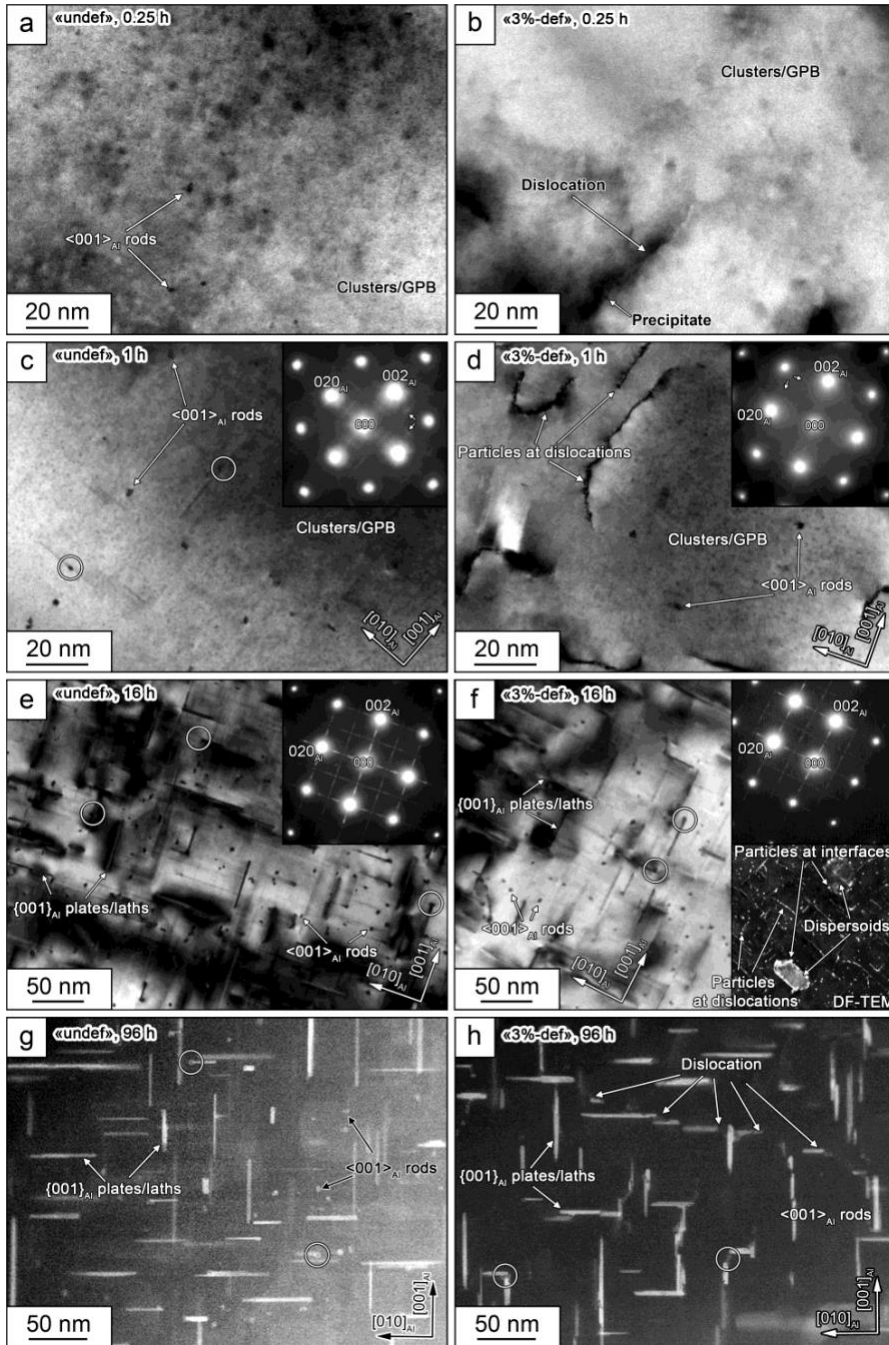 a
«undef», 0.25 h
<001>Al rods
Clusters/GPB
20 nm
b
«3%-def», 0.25 h
Clusters/GPB
Dislocation
Precipitate
20 nm
c
«undef», 1 h
020Al
002Al
000
<001>Al rods
Clusters/GPB
[010]Al
[001]Al
20 nm
d
«3%-def», 1 h
002Al
020Al
000
Particles at dislocations
Clusters/GPB
<001>Al rods
[010]Al
[001]Al
20 nm
e
«undef», 16 h
002Al
020Al
000
{001}Al plates/laths
<001>Al rods
[010]Al
[001]Al
50 nm
f
«3%-def», 16 h
002Al
020Al
000
{001}Al plates/laths
<001>Al rods
[010]Al
[001]Al
Particles at interfaces
Dispersoids
Particles
at dislocations
DF-TEM
50 nm
g
«undef», 96 h
{001}Al plates/laths
<001>Al rods
[010]Al
[001]Al
50 nm
h
«3%-def», 96 h
Dislocation
{001}Al plates/laths
<001>Al rods
[010]Al
[001]Al
50 nm